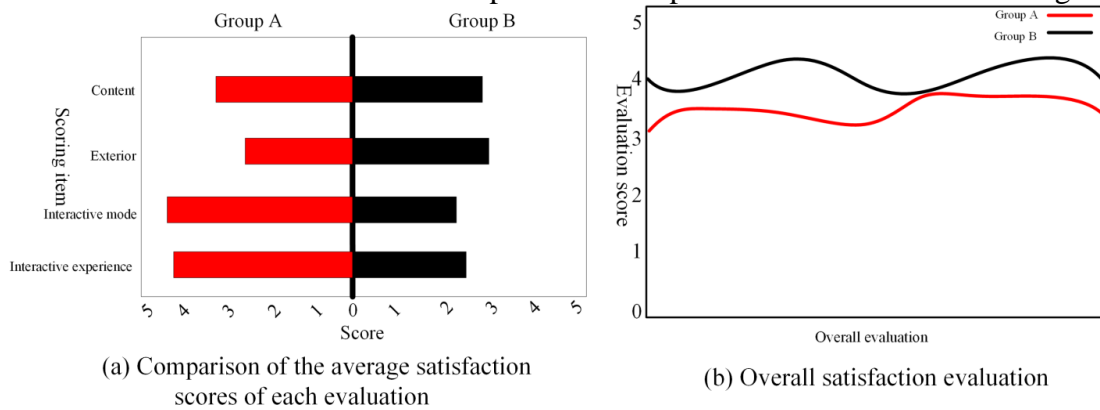 Group A
Group B
Content
Exterior
Interactive mode
Interactive experience
Scoring item
5 4 3 2 1 0 1 2 3 4 5
Score
(a) Comparison of the average satisfaction
scores of each evaluation
Group A
Group B
5
4
3
2
1
0
Evaluation score
Overall evaluation
(b) Overall satisfaction evaluation